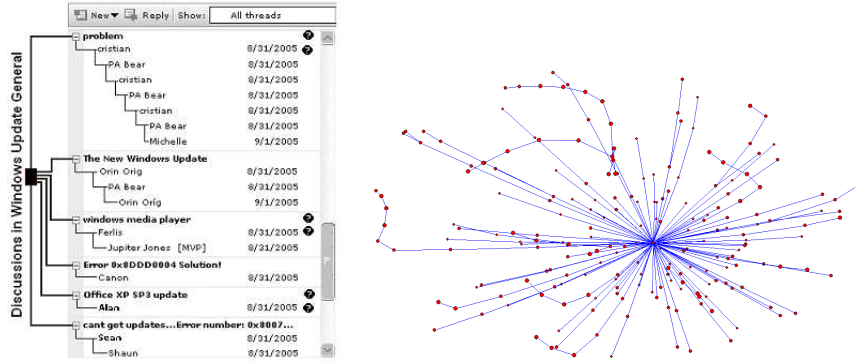 New Reply Show: All threads
Discussions in Windows Update General
problem
cristian 8/31/2005
PA Bear 8/31/2005
cristian 8/31/2005
PA Bear 8/31/2005
cristian 8/31/2005
PA Bear 8/31/2005
Michelle 9/1/2005
The New Windows Update
Orin Orig 8/31/2005
PA Bear 8/31/2005
Orin Orig 9/1/2005
windows media player
Ferlis 8/31/2005
Jupiter Jones [MVP] 8/31/2005
Error 0x8DDD0004 Solution!
Canon 8/31/2005
Office XP SP3 update
Alan 8/31/2005
cant get updates...Error number: 0x8007...
Sean 8/31/2005
Shaun 8/31/2005